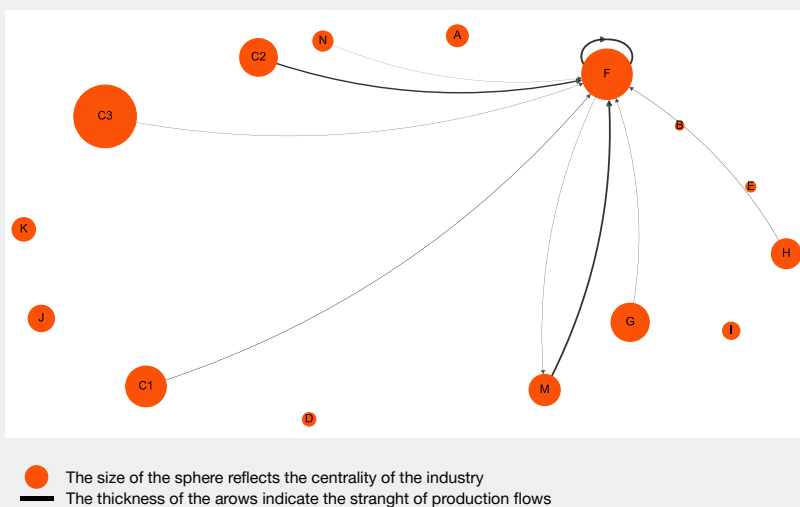 N
A
C2
F
C3
B
E
K
H
J
G
I
C1
M
D
The size of the sphere reflects the centrality of the industry
The thickness of the arows indicate the stranght of production flows